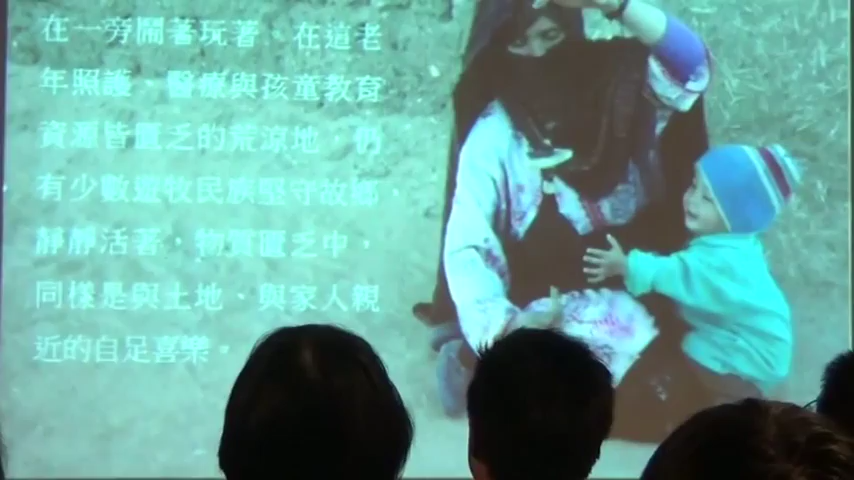 在一旁鬧著玩著。在這老
年照護、醫療與孩童教育
資源皆匱乏的荒涼地，仍
有少數遊牧民族堅守故鄉，
靜靜活著，物質匱乏中，
同樣是與土地、與家人親
近的自足喜樂。